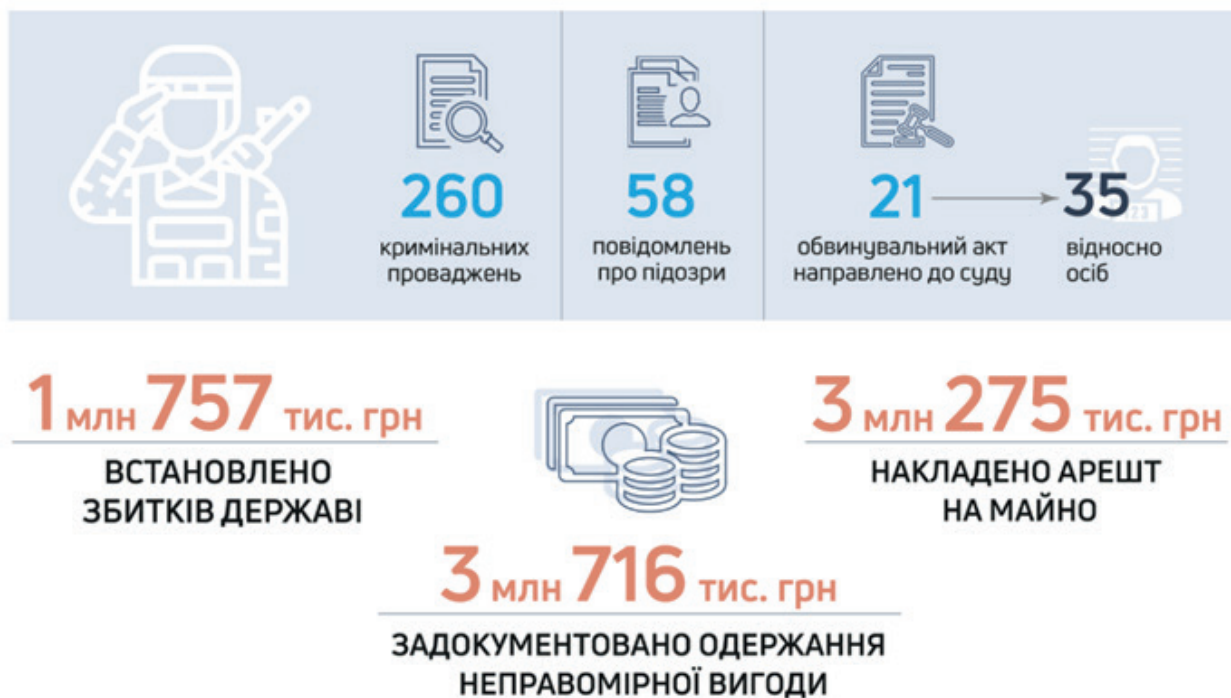 260
кримінальних
проваджень
58
повідомлень
про підозри
21
обвинувальний акт
направлено до суду
35
відносно
осіб
123
1 млн 757 тис. грн
ВСТАНОВЛЕНО
ЗБИТКІВ ДЕРЖАВІ
3 млн 275 тис. грн
НАКЛАДЕНО АРЕШТ
НА МАЙНО
3 млн 716 тис. грн
ЗАДОКУМЕНТОВАНО ОДЕРЖАННЯ
НЕПРАВОМІРНОЇ ВИГОДИ